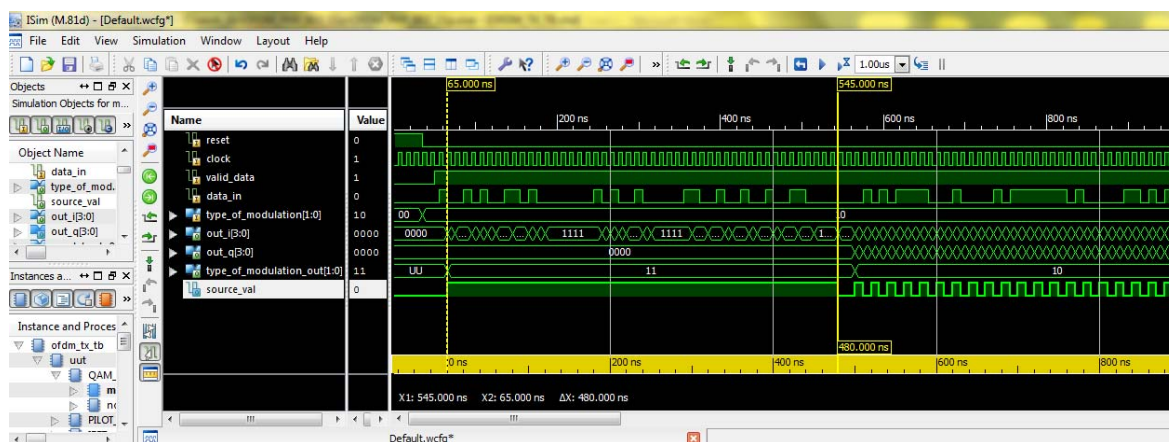 ISim (M.81d) - [Default.wcfg*]
File Edit View Simulation Window Layout Help
1.00us
Objects
Simulation Objects for m...
Object Name
data_in
type_of_mod.
source_val
out_i[3:0]
out_q[3:0]
Instances a...
Instance and Proces
ofdm_tx_tb
uut
QAM_
PILOT_
Name Value
reset 0
clock 1
valid_data 1
data_in 0
type_of_modulation[1:0] 10
out_i[3:0] 0000
out_q[3:0] 0000
type_of_modulation_out[1:0] 11
source_val 0
65.000 ns 545.000 ns
200 ns 400 ns 600 ns 800 ns
00 10
0000 1111 1111 1...
0000
UU 11 10
480.000 ns
0 ns 200 ns 400 ns 600 ns 800 ns
X1: 545.000 ns X2: 65.000 ns ΔX: 480.000 ns
Default.wcfg*